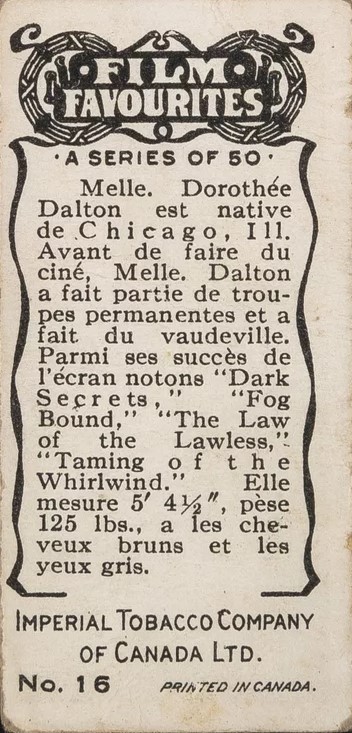 FILM
FAVOURITES
·A SERIES OF 50·
Melle. Dorothée
Dalton est native
de Chicago, Ill.
Avant de faire du
ciné, Melle. Dalton
a fait partie de trou-
pes permanentes et a
fait du vaudeville.
Parmi ses succès de
l'écran notons "Dark
Secrets," "Fog
Bound," "The Law
of the Lawless,"
"Taming of the
Whirlwind." Elle
mesure 5' 4½", pèse
125 lbs., a les che-
veux bruns et les
yeux gris.
IMPERIAL TOBACCO COMPANY
OF CANADA LTD.
No. 16 PRINTED IN CANADA.